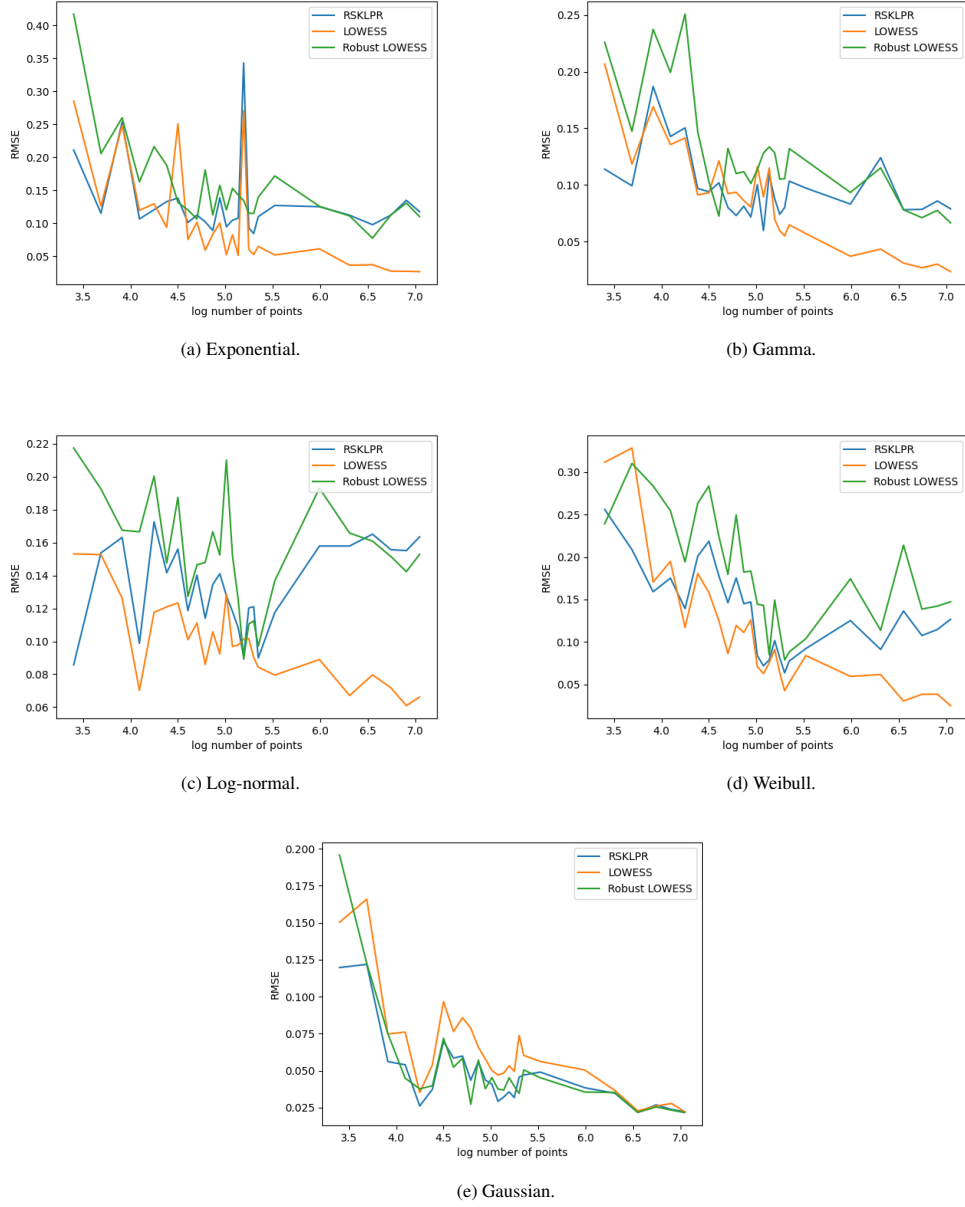 0.40
0.35
0.30
0.25
0.20
0.15
0.10
0.05
RMSE
RSKLPR
LOWESS
Robust LOWESS
3.5 4.0 4.5 5.0 5.5 6.0 6.5 7.0
log number of points
(a) Exponential.
0.25
0.20
0.15
0.10
0.05
RMSE
RSKLPR
LOWESS
Robust LOWESS
3.5 4.0 4.5 5.0 5.5 6.0 6.5 7.0
log number of points
(b) Gamma.
0.22
0.20
0.18
0.16
0.14
0.12
0.10
0.08
0.06
RMSE
RSKLPR
LOWESS
Robust LOWESS
3.5 4.0 4.5 5.0 5.5 6.0 6.5 7.0
log number of points
(c) Log-normal.
0.30
0.25
0.20
0.15
0.10
0.05
RMSE
RSKLPR
LOWESS
Robust LOWESS
3.5 4.0 4.5 5.0 5.5 6.0 6.5 7.0
log number of points
(d) Weibull.
0.200
0.175
0.150
0.125
0.100
0.075
0.050
0.025
RMSE
RSKLPR
LOWESS
Robust LOWESS
3.5 4.0 4.5 5.0 5.5 6.0 6.5 7.0
log number of points
(e) Gaussian.